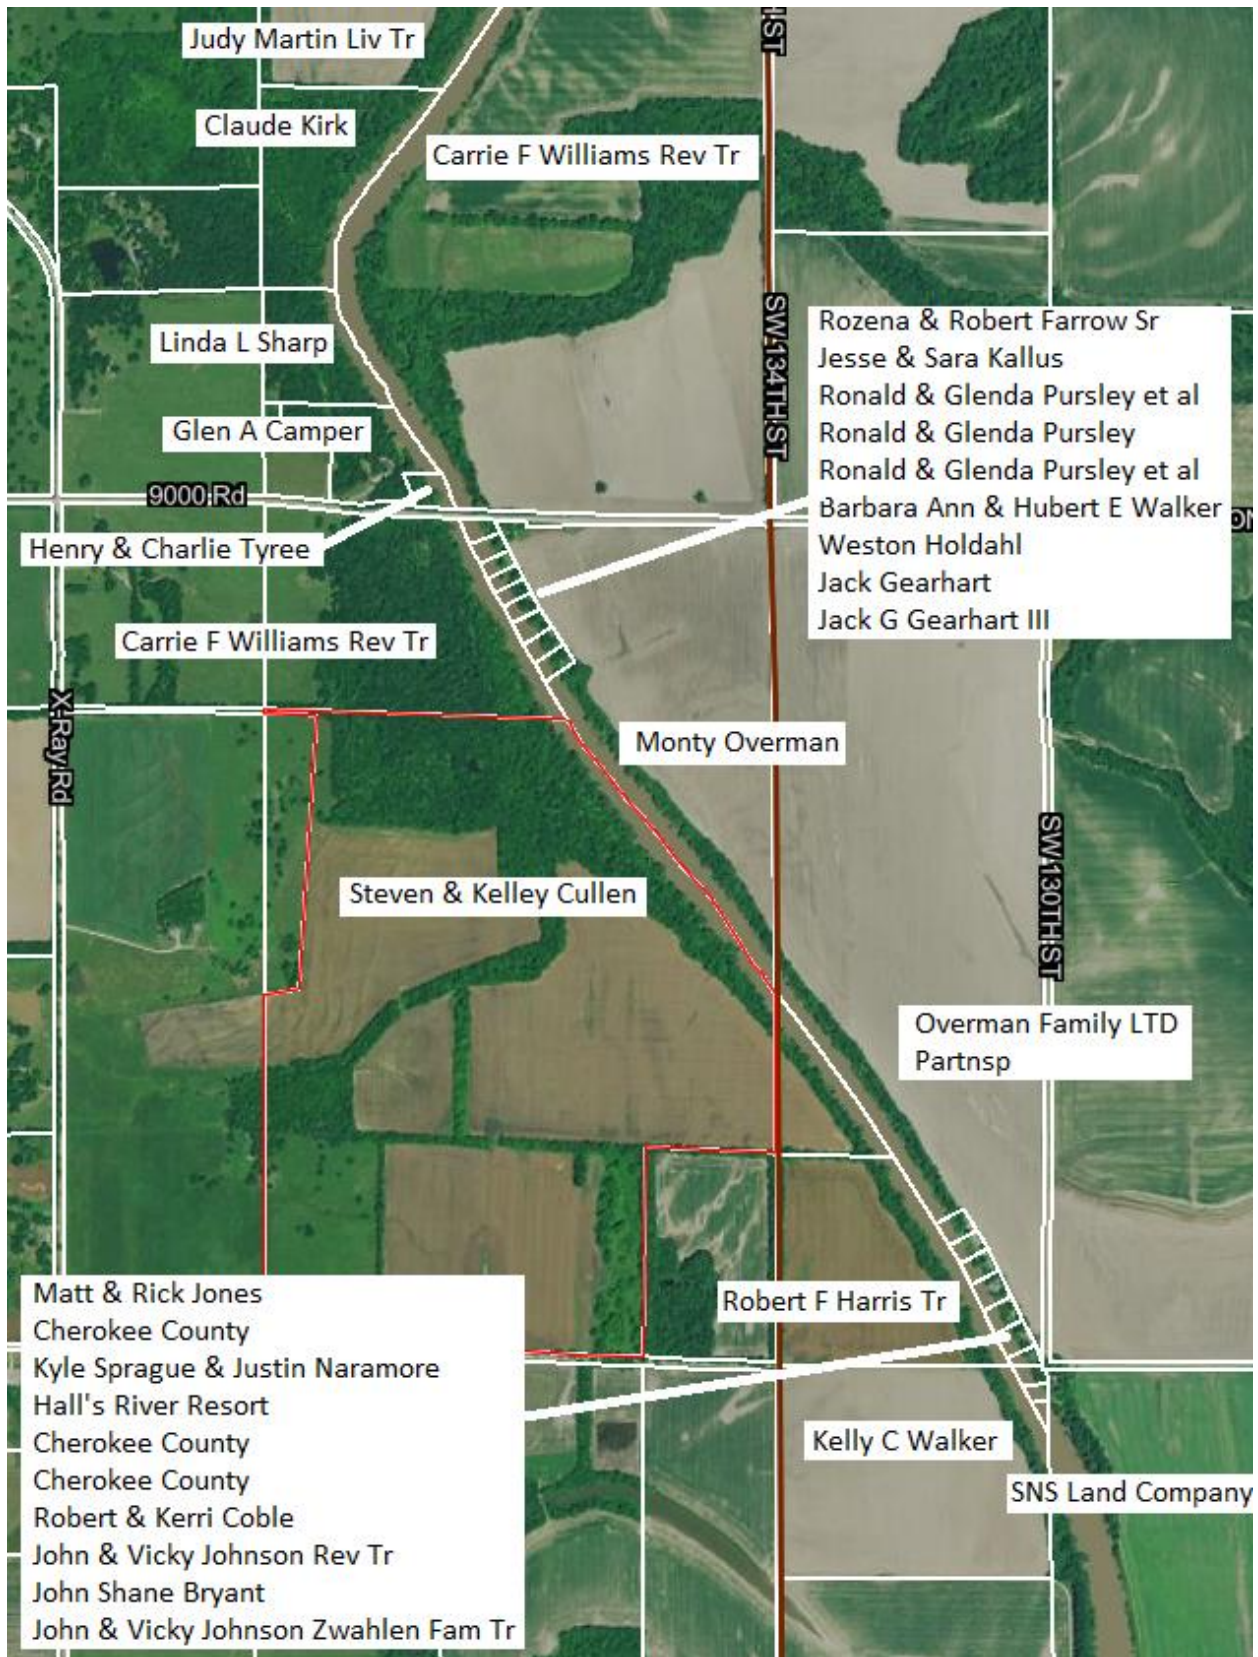 H ST
Judy Martin Liv Tr
Claude Kirk
Carrie F Williams Rev Tr
SW 134TH ST
Linda L Sharp
Rozena & Robert Farrow Sr
Jesse & Sara Kallus
Ronald & Glenda Pursley et al
Ronald & Glenda Pursley
Ronald & Glenda Pursley et al
Barbara Ann & Hubert E Walker
Weston Holdahl
Jack Gearhart
Jack G Gearhart III
Glen A Camper
9000 Rd
Henry & Charlie Tyree
Carrie F Williams Rev Tr
X-Ray Rd
Monty Overman
SW 130TH ST
Steven & Kelley Cullen
Overman Family LTD
Partnsp
Matt & Rick Jones
Cherokee County
Kyle Sprague & Justin Naramore
Hall's River Resort
Cherokee County
Cherokee County
Robert & Kerri Coble
John & Vicky Johnson Rev Tr
John Shane Bryant
John & Vicky Johnson Zwahlen Fam Tr
Robert F Harris Tr
Kelly C Walker
SNS Land Company